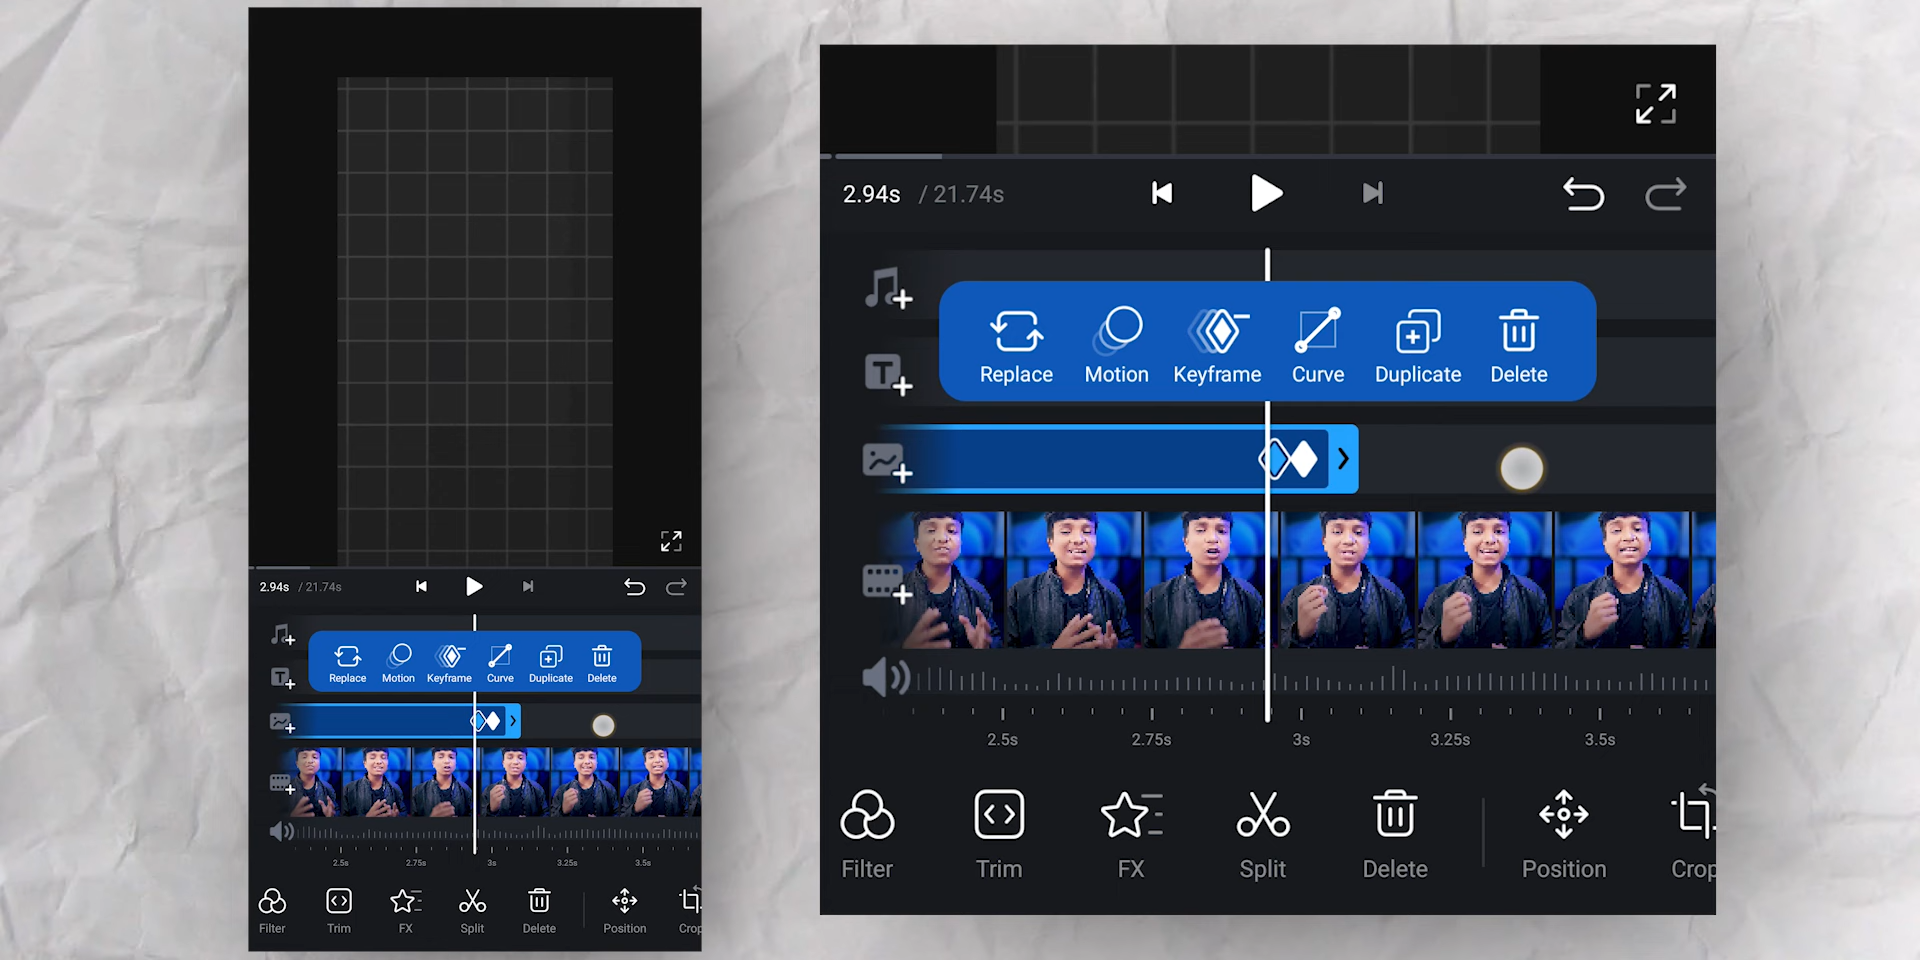 2.94s / 21.74s
T
Replace Motion Keyframe Curve Duplicate Delete
2.5s 2.75s 3s 3.25s 3.5s
Filter Trim FX Split Delete Position Crop
2.94s / 21.74s
T
Replace Motion Keyframe Curve Duplicate Delete
2.5s 2.75s 3s 3.25s 3.5s
Filter Trim FX Split Delete Position Crop